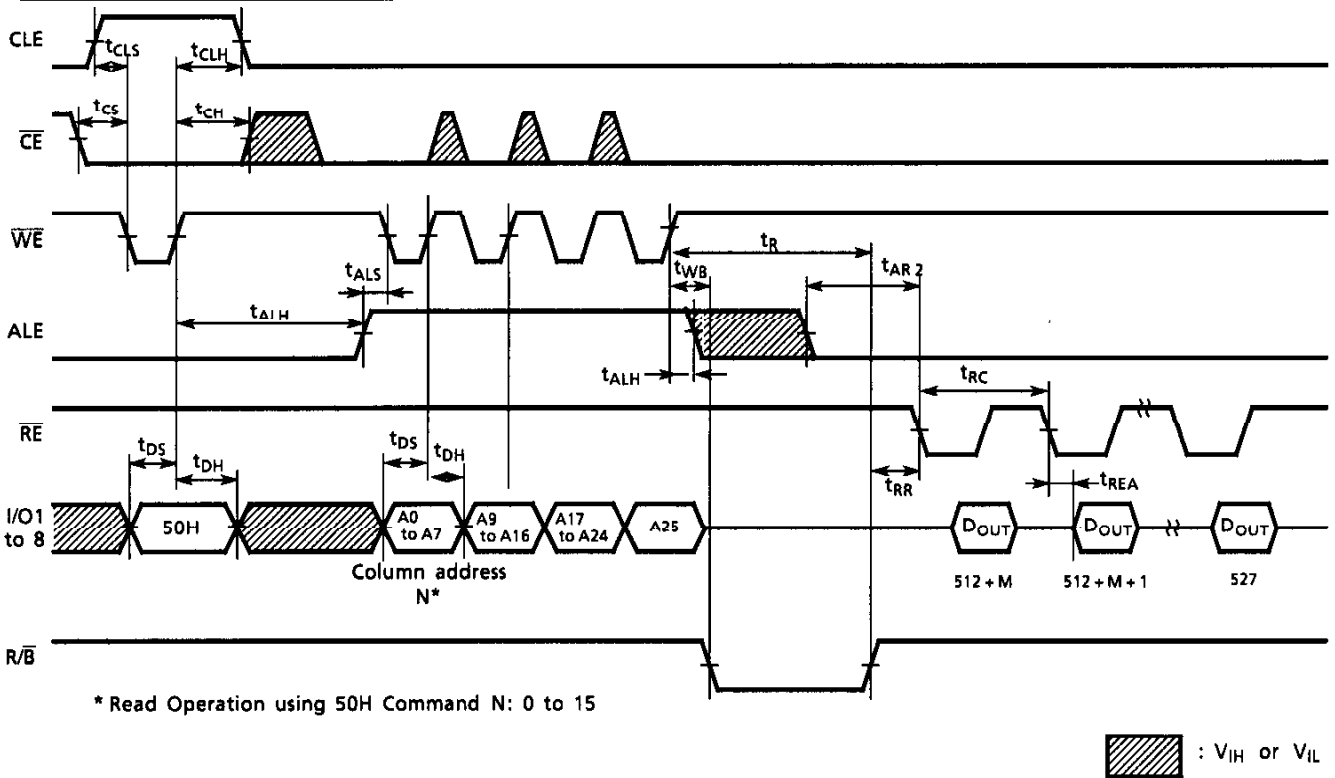 CLE
tCLS
tCLH
tCS
tCH
CE
WE
tR
tWB
tAR2
tALS
tALH
ALE
tALH
tRC
RE
tDS
tDH
tDS
tDH
tRR
tREA
I/O1
to 8
50H
A0
to A7
A9
to A16
A17
to A24
A25
DOUT
DOUT
DOUT
Column address
N*
512 + M
512 + M + 1
527
R/B
* Read Operation using 50H Command N: 0 to 15
: VIH or VIL